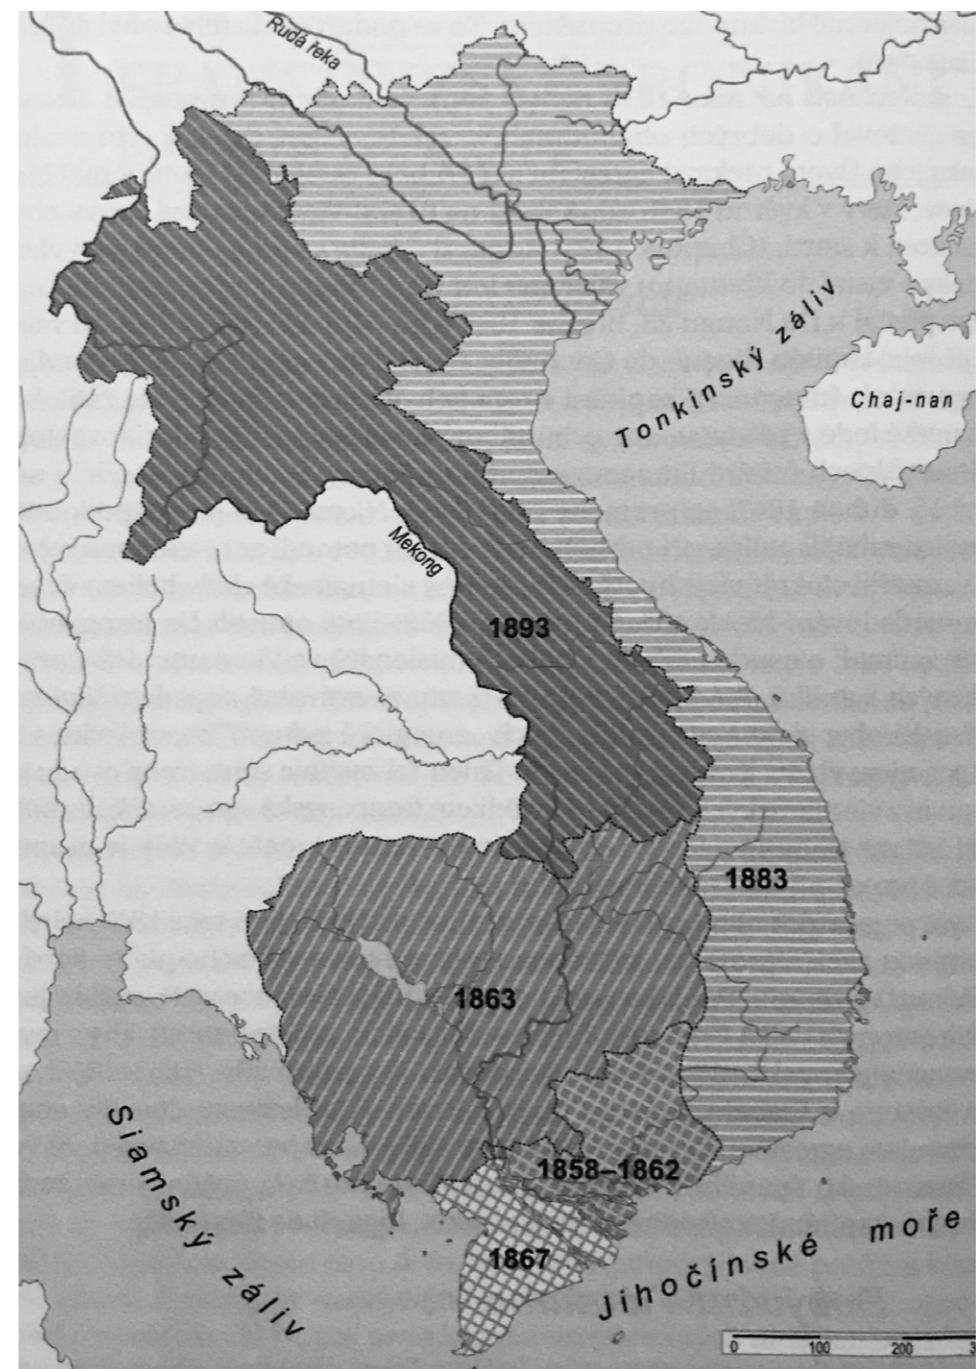 Rudá řeka
Tonkinský záliv
Chaj-nan
Mekong
1893
1883
1863
1858–1862
1867
Siamský záliv
Jihočínské moře
0 100 200